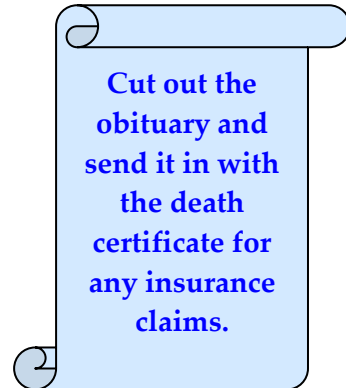 Cut out the
obituary and
send it in with
the death
certificate for
any insurance
claims.